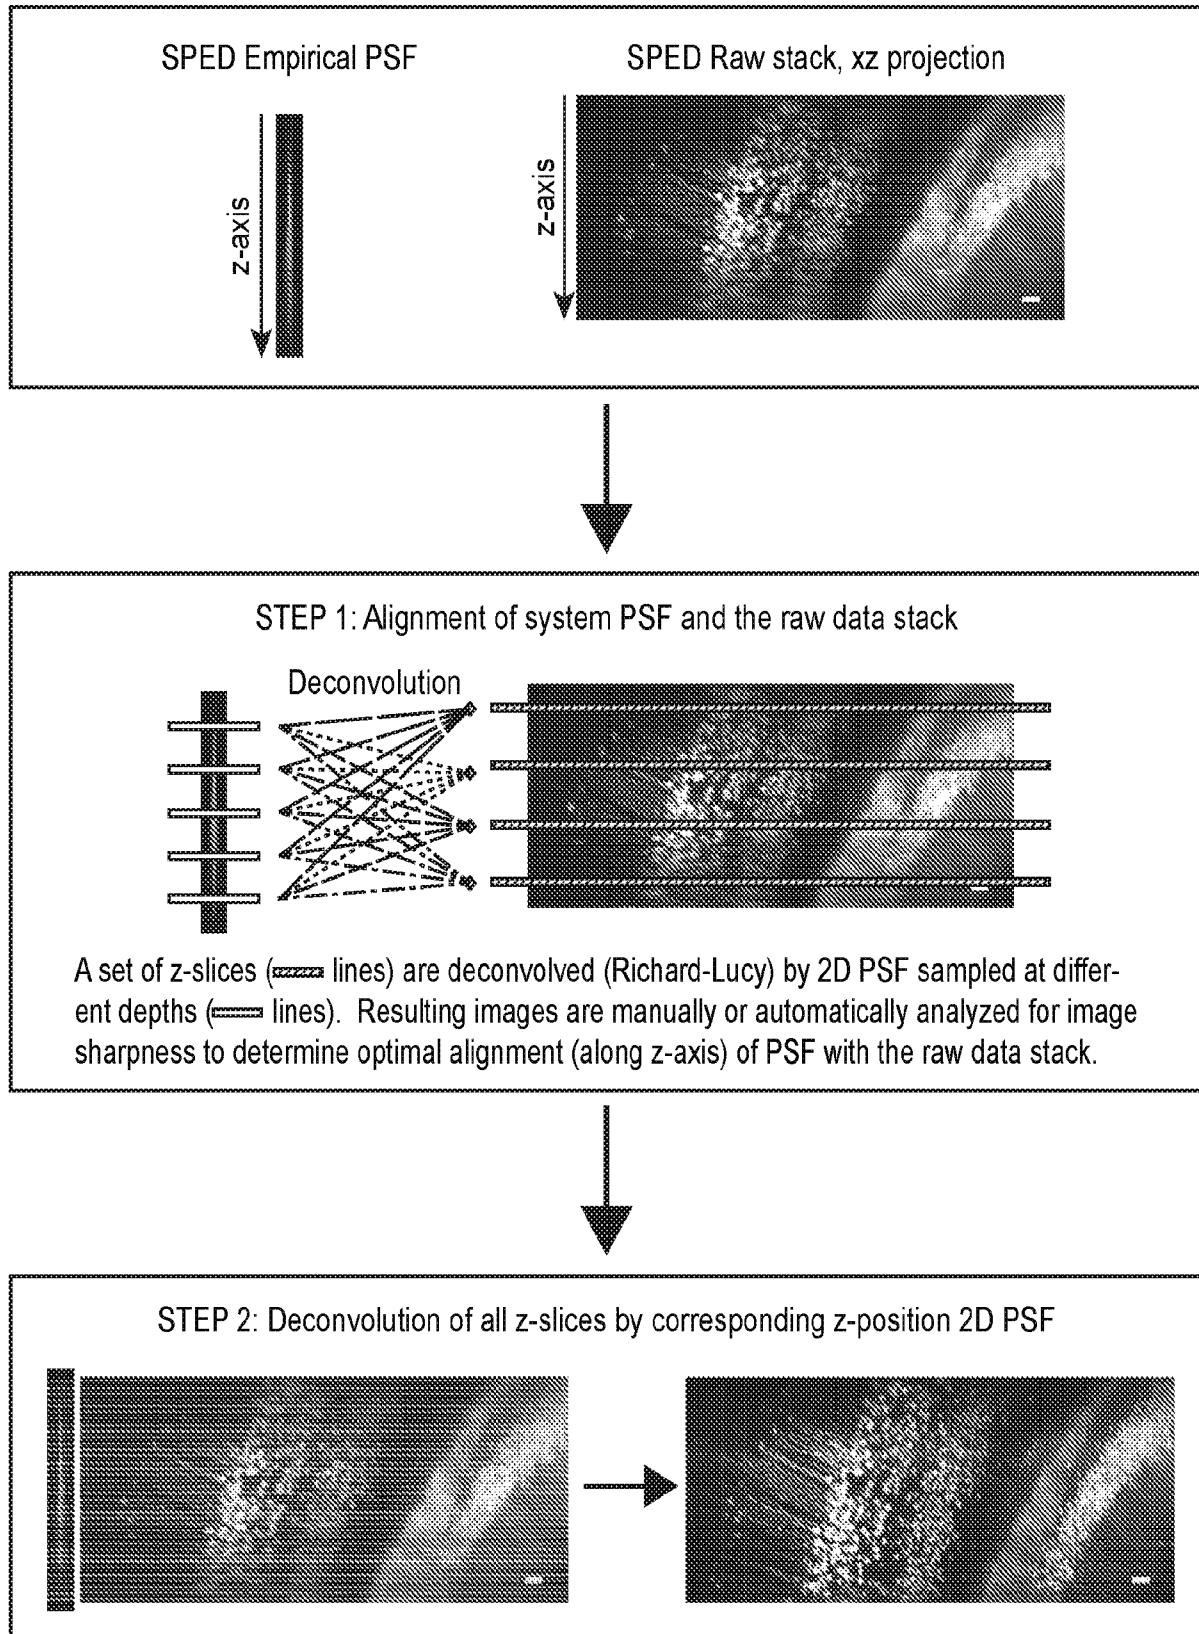 SPED Empirical PSF
SPED Raw stack, xz projection
z-axis
z-axis
STEP 1: Alignment of system PSF and the raw data stack
Deconvolution
A set of z-slices ( lines) are deconvolved (Richard-Lucy) by 2D PSF sampled at differ-
ent depths ( lines). Resulting images are manually or automatically analyzed for image
sharpness to determine optimal alignment (along z-axis) of PSF with the raw data stack.
STEP 2: Deconvolution of all z-slices by corresponding z-position 2D PSF